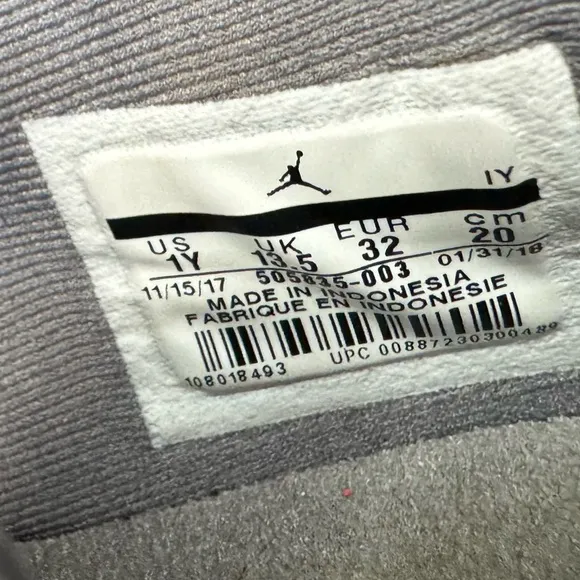 IY
US UK EUR cm
1Y 13.5 32 20
11/15/17 505835-003 01/31/18
MADE IN INDONESIA
FABRIQUE EN INDONESIE
108018493 UPC 00887230300489